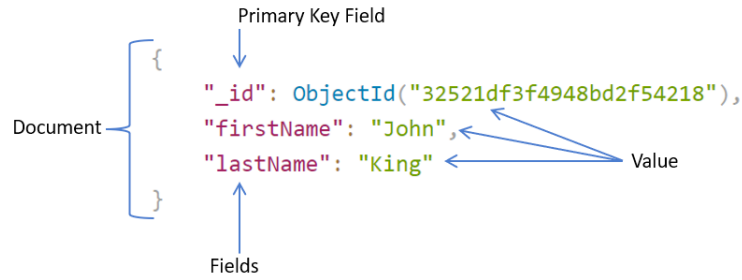 Primary Key Field
{
"_id": ObjectId("32521df3f4948bd2f54218"),
Document
"firstName": "John",
"lastName": "King"
Value
}
Fields